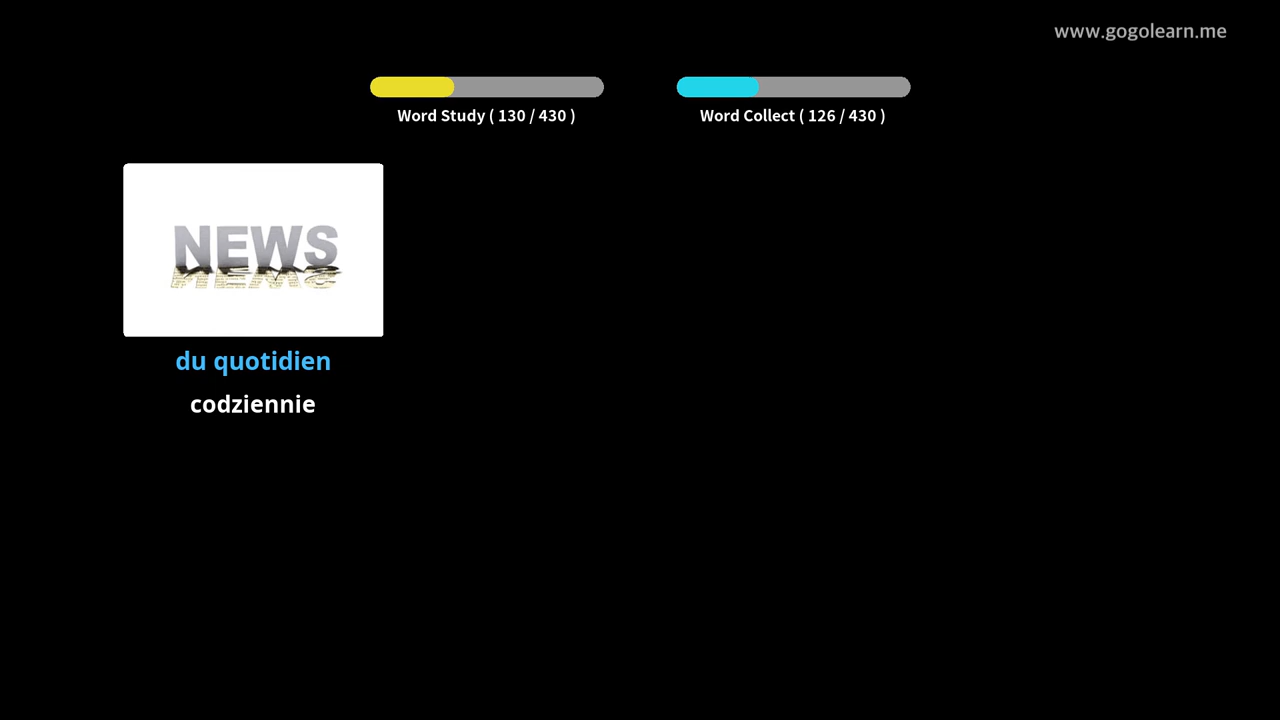 www.gogolearn.me
Word Study ( 130 / 430 )
Word Collect ( 126 / 430 )
NEWS
du quotidien
codziennie